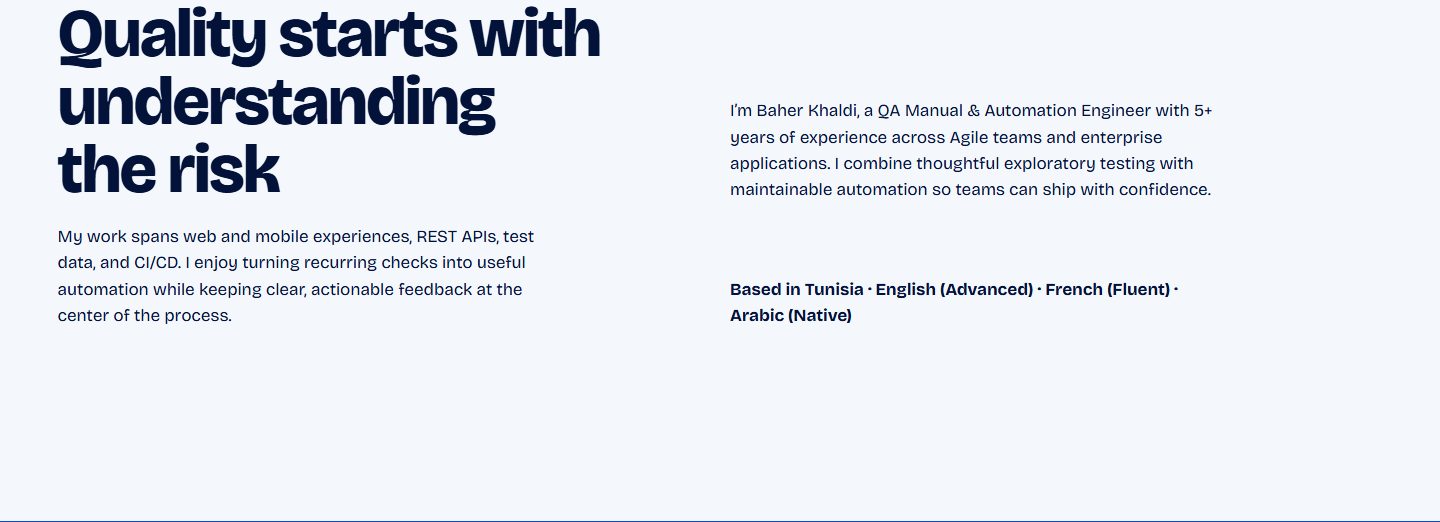 Quality starts with
understanding
the risk
My work spans web and mobile experiences, REST APIs, test
data, and CI/CD. I enjoy turning recurring checks into useful
automation while keeping clear, actionable feedback at the
center of the process.
I’m Baher Khaldi, a QA Manual & Automation Engineer with 5+
years of experience across Agile teams and enterprise
applications. I combine thoughtful exploratory testing with
maintainable automation so teams can ship with confidence.
Based in Tunisia · English (Advanced) · French (Fluent) ·
Arabic (Native)